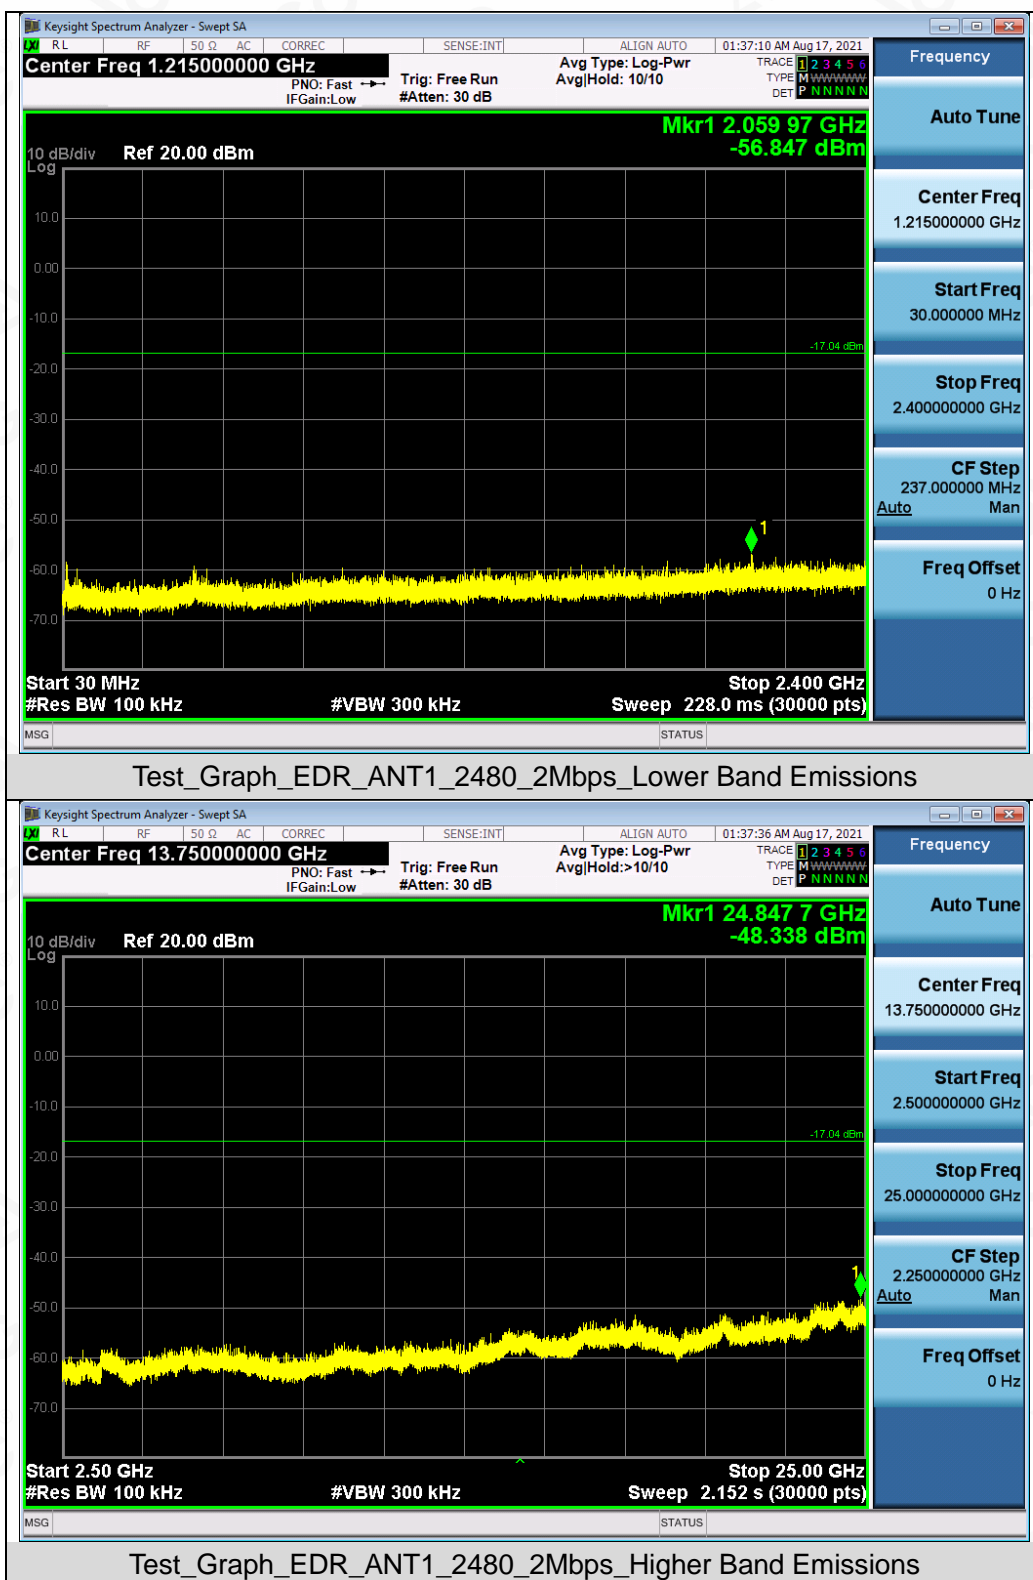 Keysight Spectrum Analyzer - Swept SA
LXI RL RF 50 Ω AC CORREC SENSE:INT ALIGN AUTO 01:37:10 AM Aug 17, 2021
Center Freq 1.215000000 GHz
PNO: Fast
IFGain:Low
Trig: Free Run
#Atten: 30 dB
Avg Type: Log-Pwr
Avg|Hold: 10/10
TRACE 1 2 3 4 5 6
TYPE M WWWWW
DET P N N N N N
Mkr1 2.059 97 GHz
-56.847 dBm
10 dB/div Ref 20.00 dBm
Log
10.0
0.00
-10.0
-17.04 dBm
-20.0
-30.0
-40.0
-50.0
1
-60.0
-70.0
Start 30 MHz Stop 2.400 GHz
#Res BW 100 kHz #VBW 300 kHz Sweep 228.0 ms (30000 pts)
MSG STATUS
Frequency
Auto Tune
Center Freq
1.215000000 GHz
Start Freq
30.000000 MHz
Stop Freq
2.400000000 GHz
CF Step
237.000000 MHz
Auto Man
Freq Offset
0 Hz
Test_Graph_EDR_ANT1_2480_2Mbps_Lower Band Emissions
Keysight Spectrum Analyzer - Swept SA
LXI RL RF 50 Ω AC CORREC SENSE:INT ALIGN AUTO 01:37:36 AM Aug 17, 2021
Center Freq 13.750000000 GHz
PNO: Fast
IFGain:Low
Trig: Free Run
#Atten: 30 dB
Avg Type: Log-Pwr
Avg|Hold:>10/10
TRACE 1 2 3 4 5 6
TYPE M WWWWW
DET P N N N N N
Mkr1 24.847 7 GHz
-48.338 dBm
10 dB/div Ref 20.00 dBm
Log
10.0
0.00
-10.0
-17.04 dBm
-20.0
-30.0
-40.0
1
-50.0
-60.0
-70.0
Start 2.50 GHz Stop 25.00 GHz
#Res BW 100 kHz #VBW 300 kHz Sweep 2.152 s (30000 pts)
MSG STATUS
Frequency
Auto Tune
Center Freq
13.750000000 GHz
Start Freq
2.500000000 GHz
Stop Freq
25.000000000 GHz
CF Step
2.250000000 GHz
Auto Man
Freq Offset
0 Hz
Test_Graph_EDR_ANT1_2480_2Mbps_Higher Band Emissions